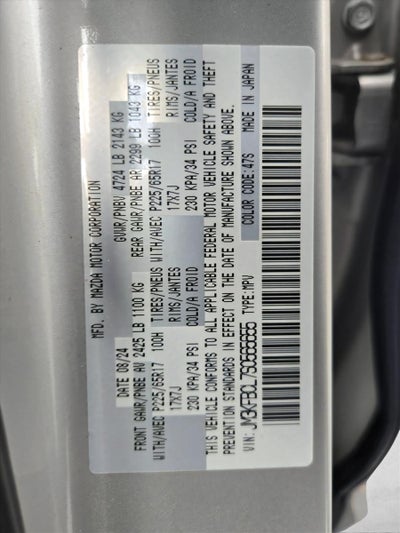 MFD. BY MAZDA MOTOR CORPORATION
DATE 08/24 GVWR/PNBV 4724 LB 2143 KG
FRONT GAWR/PNBE AV 2425 LB 1100 KG REAR GAWR/PNBE AR 2299 LB 1043 KG
WITH/AVEC P225/65R17 100H TIRES/PNEUS WITH/AVEC P225/65R17 100H TIRES/PNEUS
17X7J RIMS/JANTES 17X7J RIMS/JANTES
230 KPA/34 PSI COLD/A FROID 230 KPA/34 PSI COLD/A FROID
THIS VEHICLE CONFORMS TO ALL APPLICABLE FEDERAL MOTOR VEHICLE SAFETY AND THEFT
PREVENTION STANDARDS IN EFFECT ON THE DATE OF MANUFACTURE SHOWN ABOVE.
VIN: TYPE:MPV COLOR CODE:47S MADE IN JAPAN